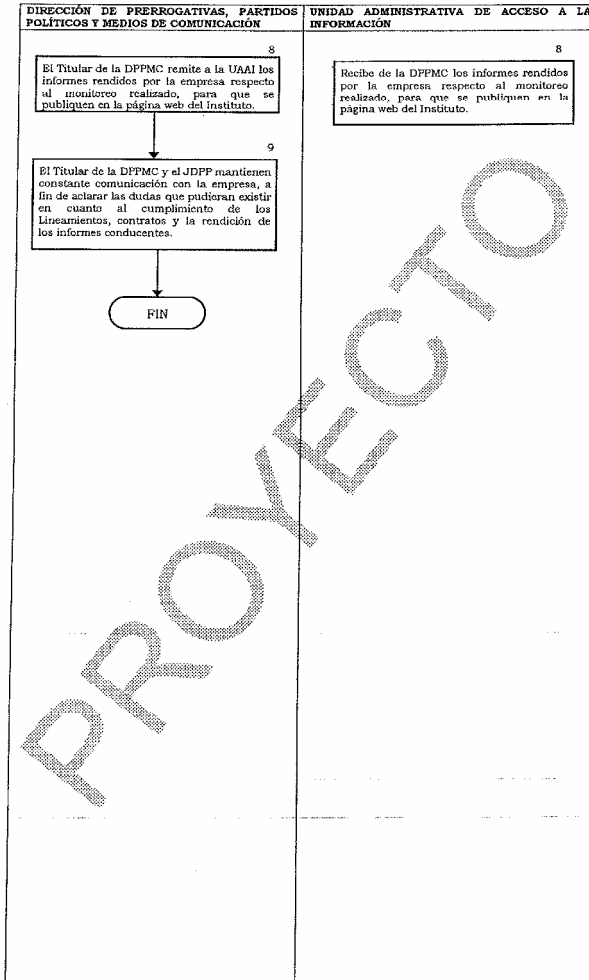 DIRECCIÓN DE PRERROGATIVAS, PARTIDOS
POLÍTICOS Y MEDIOS DE COMUNICACIÓN
UNIDAD ADMINISTRATIVA DE ACCESO A LA
INFORMACIÓN
8
El Titular de la DPPMC remite a la UAAI los
informes rendidos por la empresa respecto
al monitoreo realizado, para que se
publiquen en la página web del Instituto.
8
Recibe de la DPPMC los informes rendidos
por la empresa respecto al monitoreo
realizado, para que se publiquen en la
página web del Instituto.
9
El Titular de la DPPMC y el JDPP mantienen
constante comunicación con la empresa, a
fin de aclarar las dudas que pudieran existir
en cuanto al cumplimiento de los
Lineamientos, contratos y la rendición de
los informes conducentes.
FIN
PROYECTO